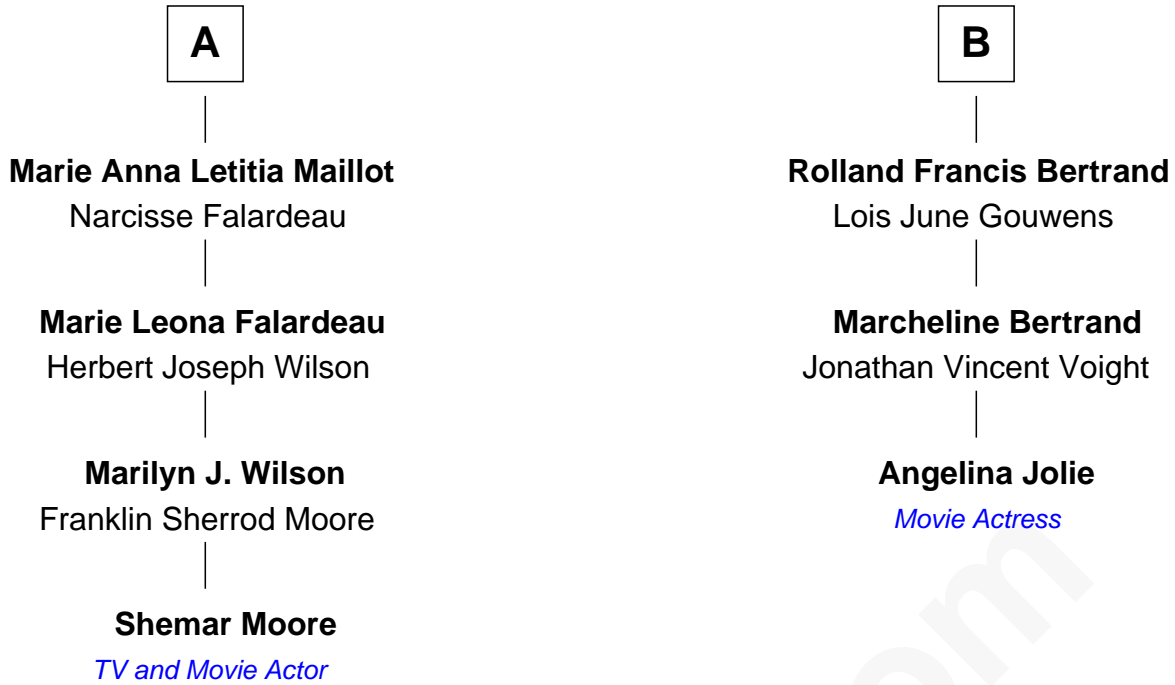 A
Marie Anna Letitia Maillot
Narcisse Falardeau
Marie Leona Falardeau
Herbert Joseph Wilson
Marilyn J. Wilson
Franklin Sherrod Moore
Shemar Moore
TV and Movie Actor
B
Rolland Francis Bertrand
Lois June Gouwens
Marcheline Bertrand
Jonathan Vincent Voight
Angelina Jolie
Movie Actress
om